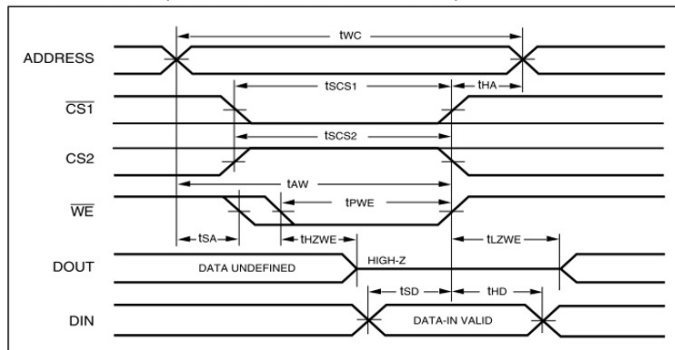 tWC
ADDRESS
tSCS1
tHA
CS1
tSCS2
CS2
tAW
WE
tPWE
tSA
tHZWE
tLZWE
DOUT
DATA UNDEFINED
HIGH-Z
tSD
tHD
DIN
DATA-IN VALID